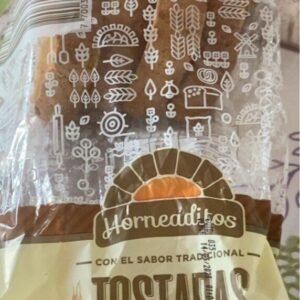 Horneaditos
CON EL SABOR TRADICIONAL
TOSTADAS